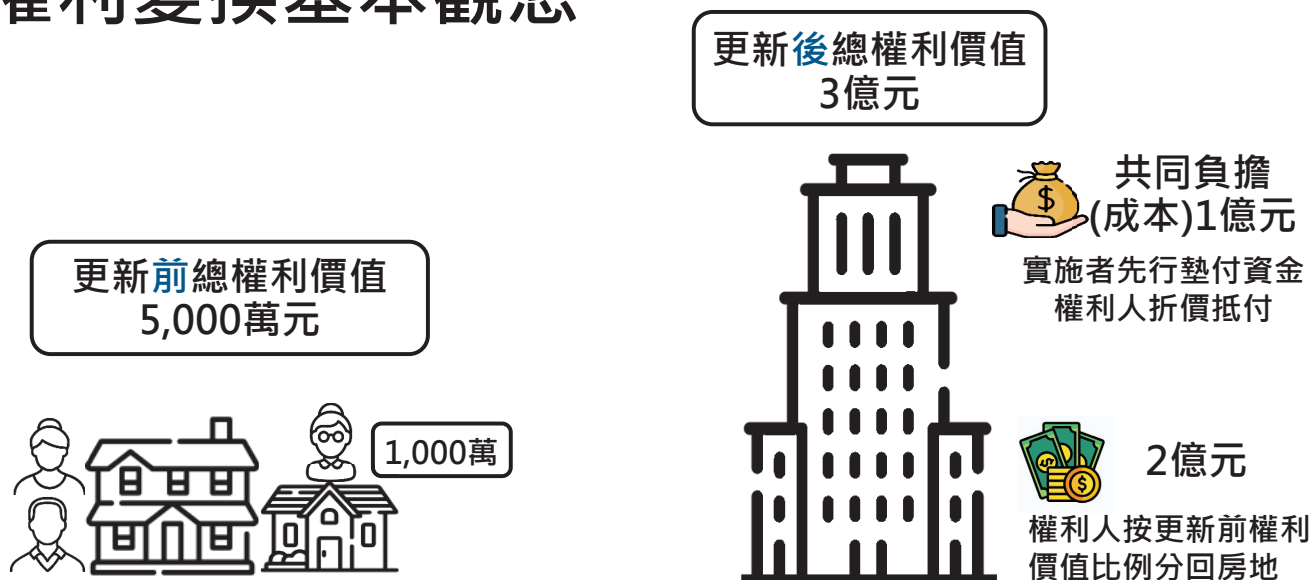 權利變換基本觀念
更新前總權利價值
5,000萬元
1,000萬
更新後總權利價值
3億元
共同負擔
(成本)1億元
實施者先行墊付資金
權利人折價抵付
2億元
權利人按更新前權利
價值比例分回房地